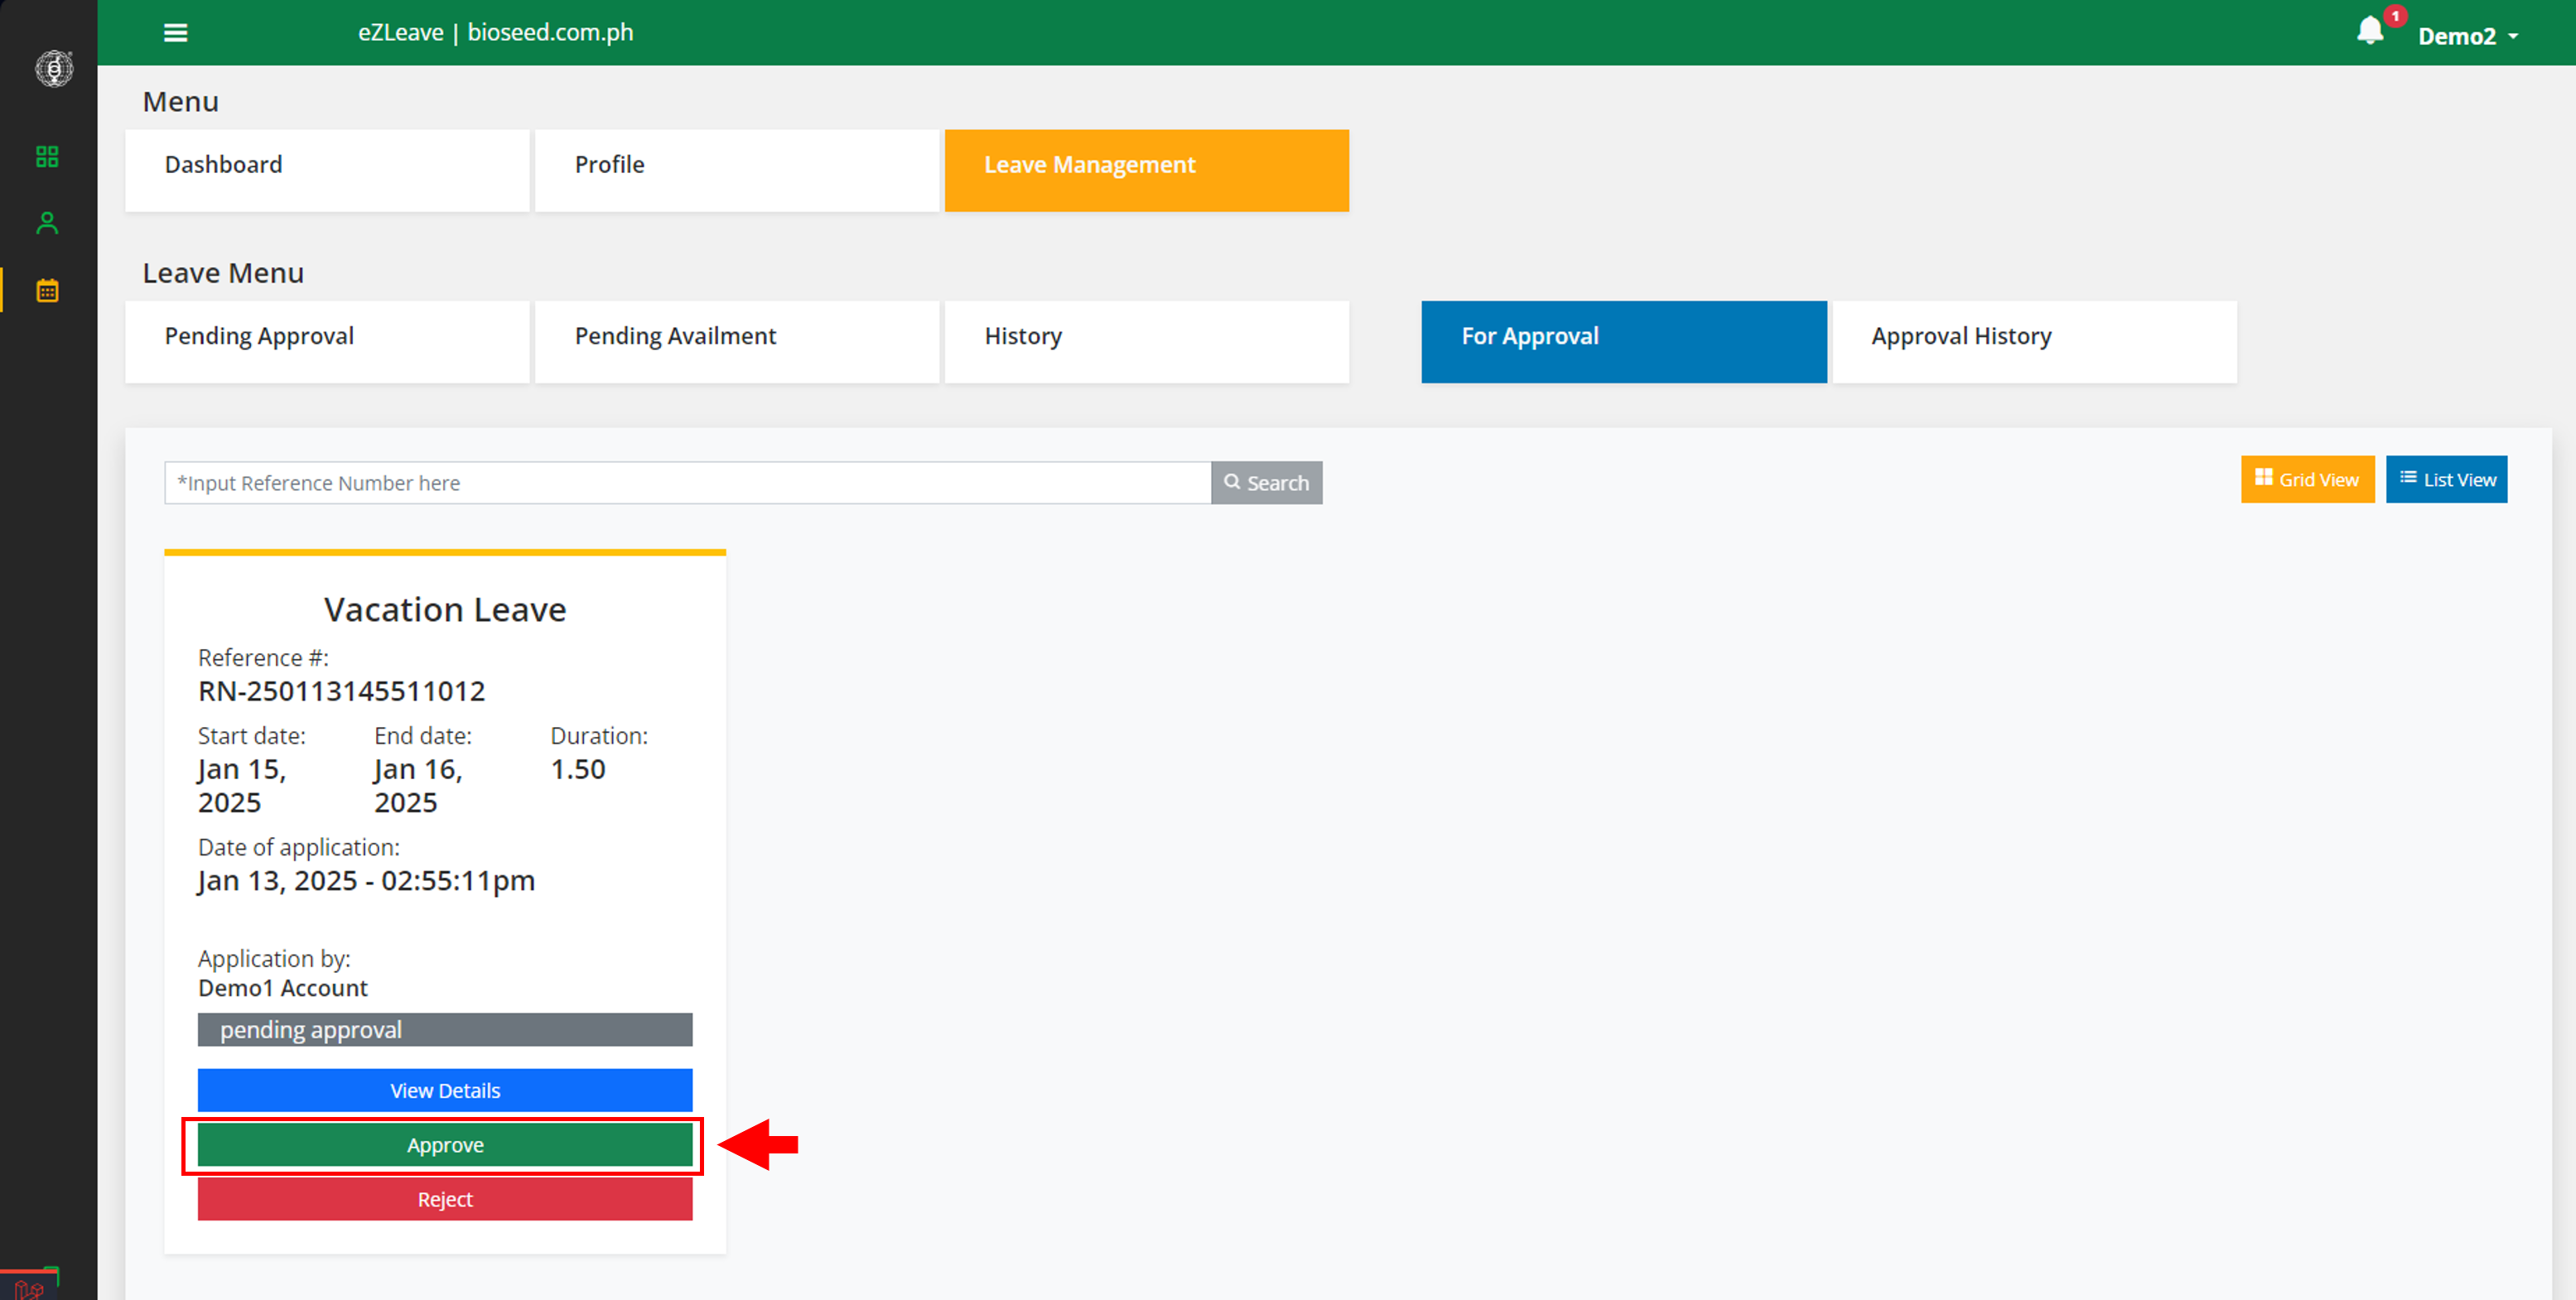 eZLeave | bioseed.com.ph
1
Demo2
Menu
Dashboard
Profile
Leave Management
Leave Menu
Pending Approval
Pending Availment
History
For Approval
Approval History
*Input Reference Number here
Search
Grid View
List View
Vacation Leave
Reference #:
RN-250113145511012
Start date:
Jan 15,
2025
End date:
Jan 16,
2025
Duration:
1.50
Date of application:
Jan 13, 2025 - 02:55:11pm
Application by:
Demo1 Account
pending approval
View Details
Approve
Reject